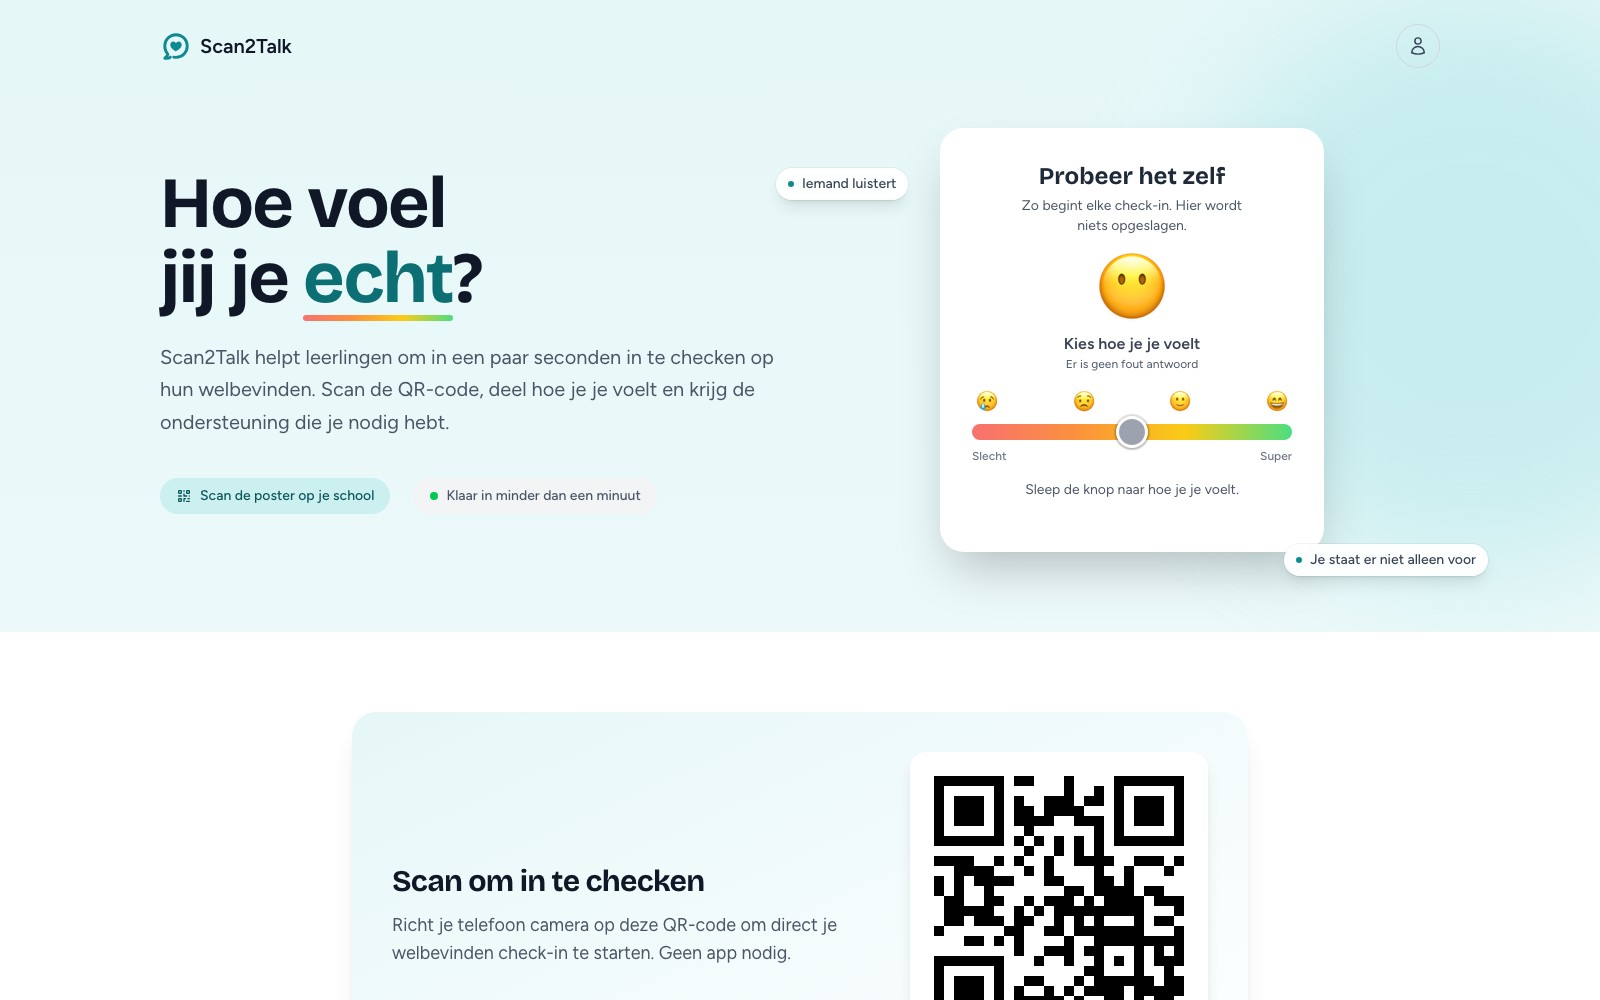 Scan2Talk
Hoe voel
jij je echt?
Scan2Talk helpt leerlingen om in een paar seconden in te checken op
hun welbevinden. Scan de QR-code, deel hoe je je voelt en krijg de
ondersteuning die je nodig hebt.
Scan de poster op je school
Klaar in minder dan een minuut
Iemand luistert
Probeer het zelf
Zo begint elke check-in. Hier wordt
niets opgeslagen.
Kies hoe je je voelt
Er is geen fout antwoord
Slecht
Super
Sleep de knop naar hoe je je voelt.
Je staat er niet alleen voor
Scan om in te checken
Richt je telefoon camera op deze QR-code om direct je
welbevinden check-in te starten. Geen app nodig.